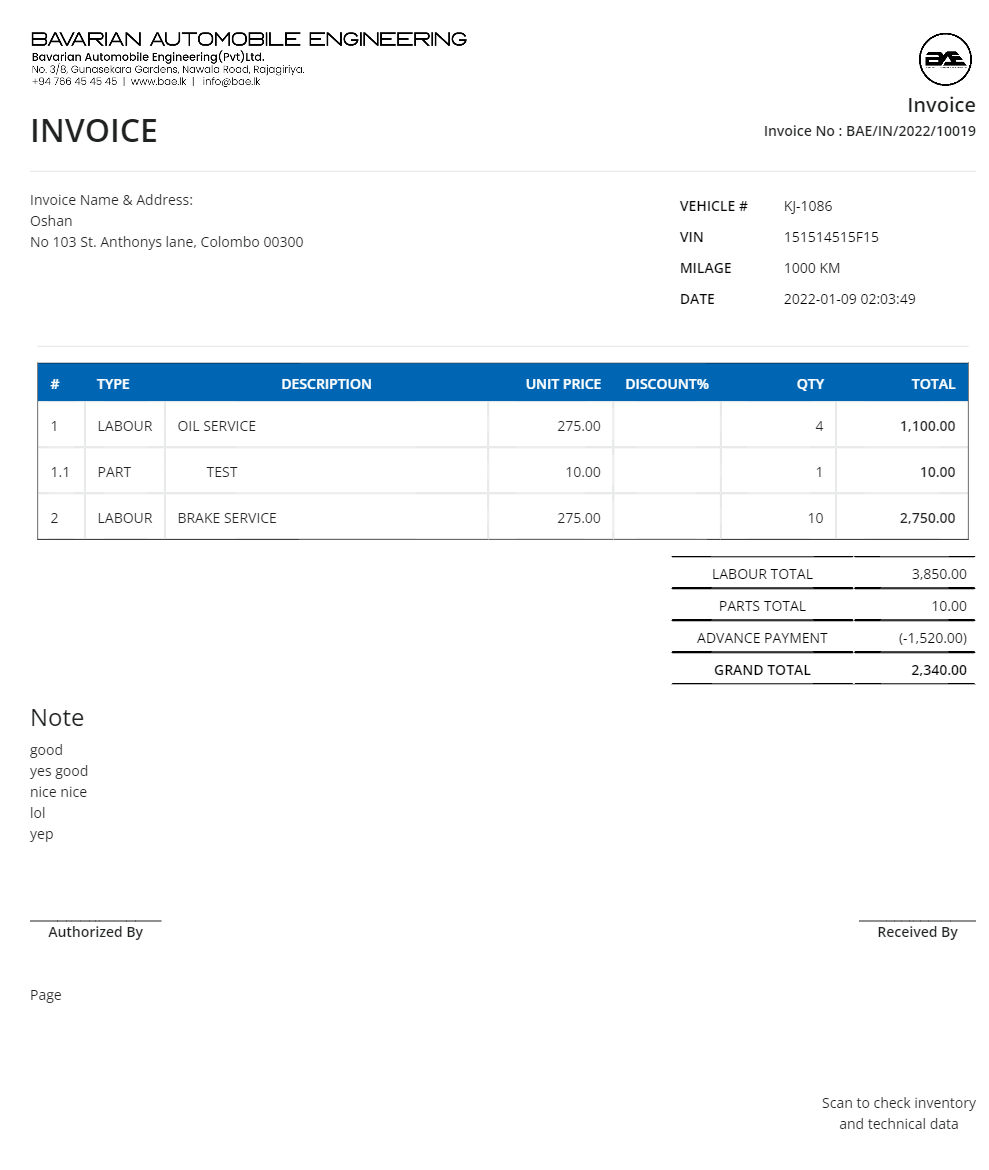 BAVARIAN AUTOMOBILE ENGINEERING
Bavarian Automobile Engineering(Pvt)Ltd.
No. 3/8, Gunasekara Gardens, Nawala Road, Rajagiriya.
+94 766 45 45 45 | www.bae.lk | info@bae.lk
BAE
Invoice
INVOICE
Invoice No : BAE/IN/2022/10019
Invoice Name & Address:
Oshan
No 103 St. Anthonys lane, Colombo 00300
VEHICLE # KJ-1086
VIN 151514515F15
MILAGE 1000 KM
DATE 2022-01-09 02:03:49
# TYPE DESCRIPTION UNIT PRICE DISCOUNT% QTY TOTAL
1 LABOUR OIL SERVICE 275.00 4 1,100.00
1.1 PART TEST 10.00 1 10.00
2 LABOUR BRAKE SERVICE 275.00 10 2,750.00
LABOUR TOTAL 3,850.00
PARTS TOTAL 10.00
ADVANCE PAYMENT (-1,520.00)
GRAND TOTAL 2,340.00
Note
good
yes good
nice nice
lol
yep
Authorized By Received By
Page
Scan to check inventory
and technical data